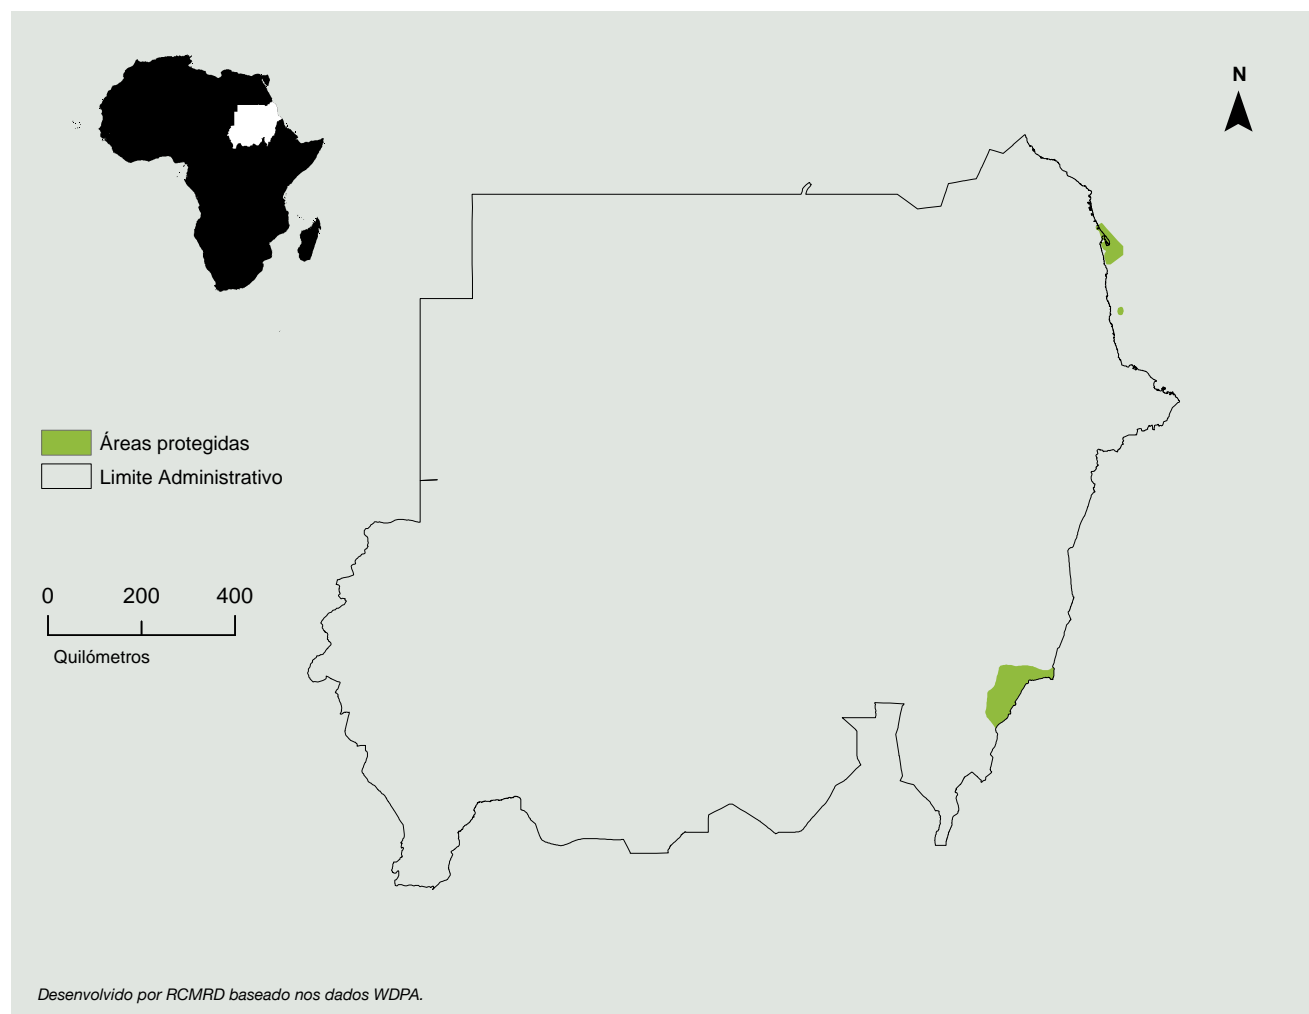 N
Áreas protegidas
Limite Administrativo
0 200 400
Quilómetros
Desenvolvido por RCMRD baseado nos dados WDPA.